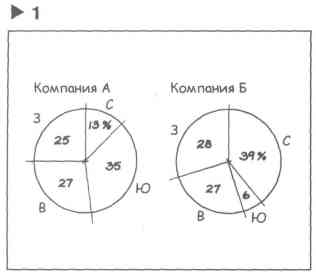 ▶ 1
Компания А
Компания Б
С
З
13%
25
35
27
Ю
В
З
С
28
39%
27
6
В
Ю